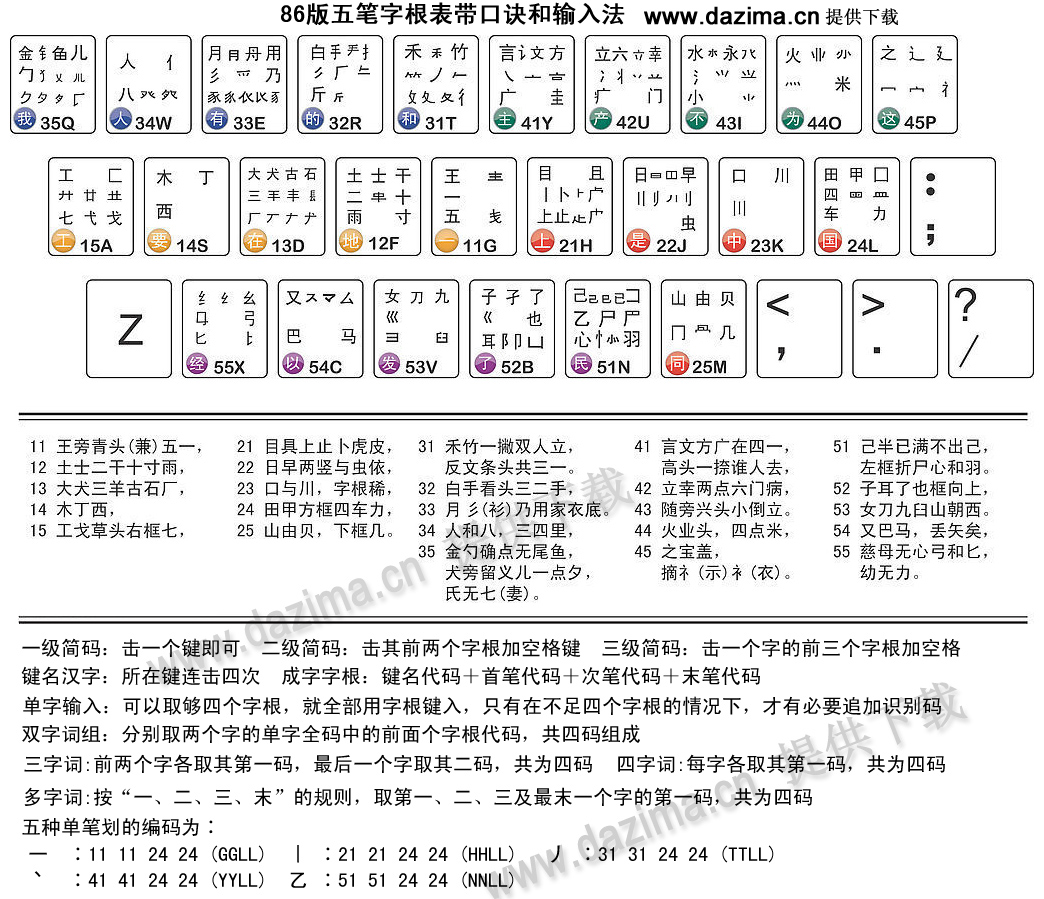 86版五笔字根表带口诀和输入法 www.dazima.cn 提供下载
金 钅 鱼 儿
勹 乂 儿
夕
我 35Q
人 亻
八 癶
人 34W
月 舟 用
彡 爫 乃
豕
有 33E
白 手 扌
彡 厂
斤
的 32R
禾 竹
丿
攵 夂 彳
和 31T
言 讠 文 方
亠
广 圭
主 41Y
立 六 辛
冫 丷
疒 门
产 42U
水 永
氵
小
不 43I
火 业
灬 米
为 44O
之 辶 廴
冖 宀 礻
这 45P
工 匚
艹 廾 廿
七 弋 戈
工 15A
木 丁
西
要 14S
大 犬 古 石
三 羊
厂 ナ
在 13D
土 士 干
二 十
雨 寸
地 12F
王
一
五
一 11G
目 且
丨 卜
上 止
上 21H
日 早
刂
虫
是 22J
口 川
中 23K
田 甲 囗
四 皿
车 力
国 24L
:
;
Z
纟 幺
弓
匕
经 55X
又 ス マ 厶
巴 马
以 54C
女 刀 九
巛
彐 臼
发 53V
子 孑 了
巜 也
耳 阝 卩 凵
了 52B
己 已 巳
乙 尸
心 忄 羽
民 51N
山 由 贝
冂 几
同 25M
<
,
>
.
?
/
11 王旁青头(兼)五一，
12 土士二干十寸雨，
13 大犬三羊古石厂，
14 木丁西，
15 工戈草头右框七，
21 目具上止卜虎皮，
22 日早两竖与虫依，
23 口与川，字根稀，
24 田甲方框四车力，
25 山由贝，下框几。
31 禾竹一撇双人立，
反文条头共三一。
32 白手看头三二手，
33 月彡(衫)乃用家衣底。
34 人和八，三四里，
35 金勺确点无尾鱼，
犬旁留乂儿一点夕，
氏无七(妻)。
41 言文方广在四一，
高头一捺谁人去，
42 立辛两点六门病，
43 随旁兴头小倒立。
44 火业头，四点米，
45 之宝盖，
摘礻(示)衤(衣)。
51 己半已满不出己，
左框折尸心和羽。
52 子耳了也框向上，
53 女刀九臼山朝西。
54 又巴马，丢矢矣，
55 慈母无心弓和匕，
幼无力。
一级简码：击一个键即可 二级简码：击其前两个字根加空格键 三级简码：击一个字的前三个字根加空格
键名汉字：所在键连击四次 成字字根：键名代码＋首笔代码＋次笔代码＋末笔代码
单字输入：可以取够四个字根，就全部用字根键入，只有在不足四个字根的情况下，才有必要追加识别码
双字词组：分别取两个字的单字全码中的前面个字根代码，共四码组成
三字词:前两个字各取其第一码，最后一个字取其二码，共为四码 四字词:每字各取其第一码，共为四码
多字词:按“一、二、三、末”的规则，取第一、二、三及最末一个字的第一码，共为四码
五种单笔划的编码为：
一 ：11 11 24 24 (GGLL) 丨 ：21 21 24 24 (HHLL) 丿 ：31 31 24 24 (TTLL)
丶 ：41 41 24 24 (YYLL) 乙 ：51 51 24 24 (NNLL)
www.dazima.cn 提供下载
www.dazima.cn 提供下载